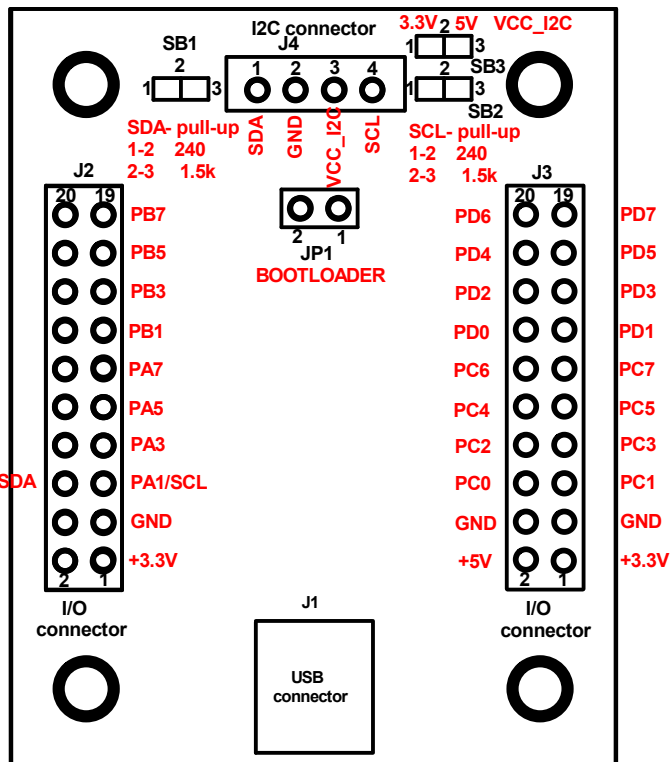 I2C connector
3.3V 2 5V VCC_I2C
SB1
J4
1 3
2
SB3
1 2 3 4
1 3
2
1 3
SB2
SDA- pull-up
1-2 240
2-3 1.5k
SDA
GND
VCC_I2C
SCL
SCL- pull-up
1-2 240
2-3 1.5k
J2
J3
20 19
20 19
PB7
PD6
PD7
2 1
JP1
BOOTLOADER
PB5
PD4
PD5
PB3
PD2
PD3
PB1
PD0
PD1
PA7
PC6
PC7
PA5
PC4
PC5
PA3
PC2
PC3
SDA
PA1/SCL
PC0
PC1
GND
GND
GND
+3.3V
+5V
+3.3V
2 1
2 1
I/O
connector
J1
I/O
connector
USB
connector